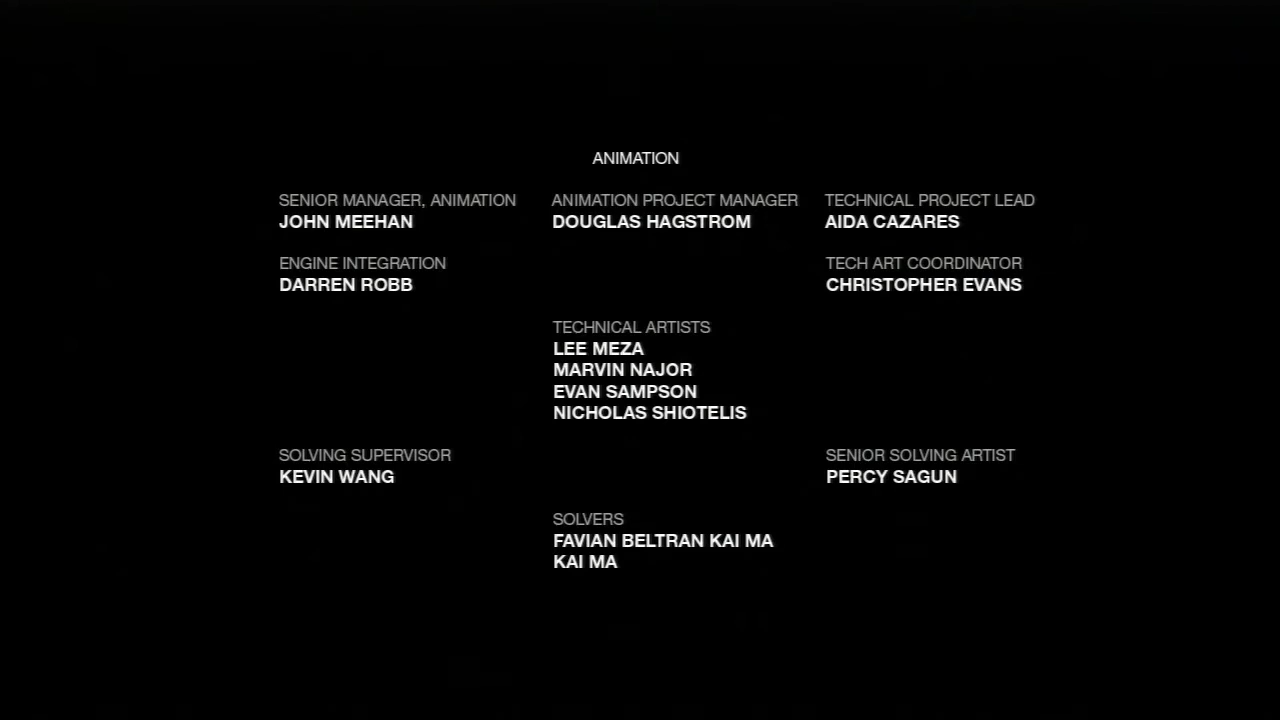 ANIMATION
SENIOR MANAGER, ANIMATION
JOHN MEEHAN
ANIMATION PROJECT MANAGER
DOUGLAS HAGSTROM
TECHNICAL PROJECT LEAD
AIDA CAZARES
ENGINE INTEGRATION
DARREN ROBB
TECH ART COORDINATOR
CHRISTOPHER EVANS
TECHNICAL ARTISTS
LEE MEZA
MARVIN NAJOR
EVAN SAMPSON
NICHOLAS SHIOTELIS
SOLVING SUPERVISOR
KEVIN WANG
SENIOR SOLVING ARTIST
PERCY SAGUN
SOLVERS
FAVIAN BELTRAN KAI MA
KAI MA